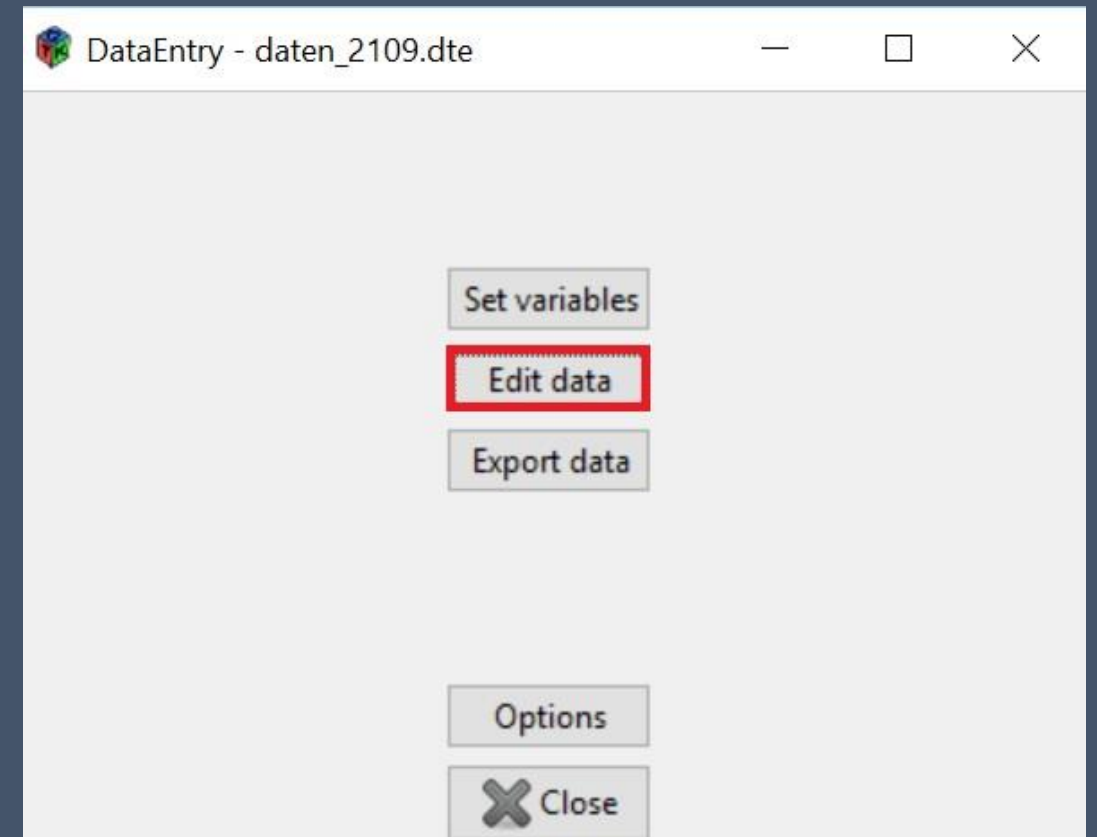 DataEntry - daten_2109.dte
Set variables
Edit data
Export data
Options
Close